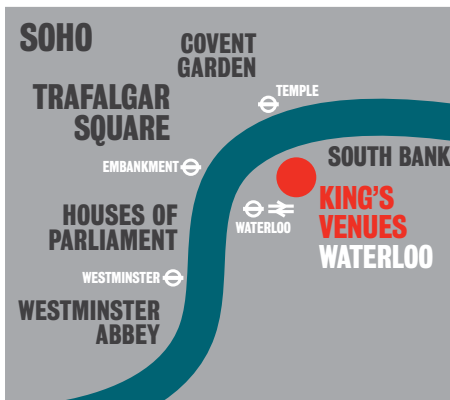 SOHO
COVENT
GARDEN
TEMPLE
TRAFALGAR
SQUARE
EMBANKMENT
SOUTH BANK
KING'S
VENUES
WATERLOO
WATERLOO
HOUSES OF
PARLIAMENT
WESTMINSTER
WESTMINSTER
ABBEY